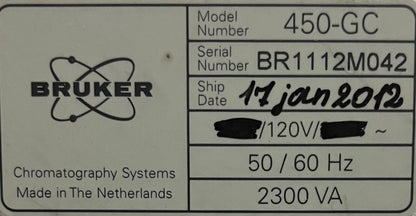 BRUKER
Chromatography Systems
Made in The Netherlands
Model Number 450-GC
Serial Number BR1112M042
Ship Date 17 jan 2012
/120V/ ~
50 / 60 Hz
2300 VA